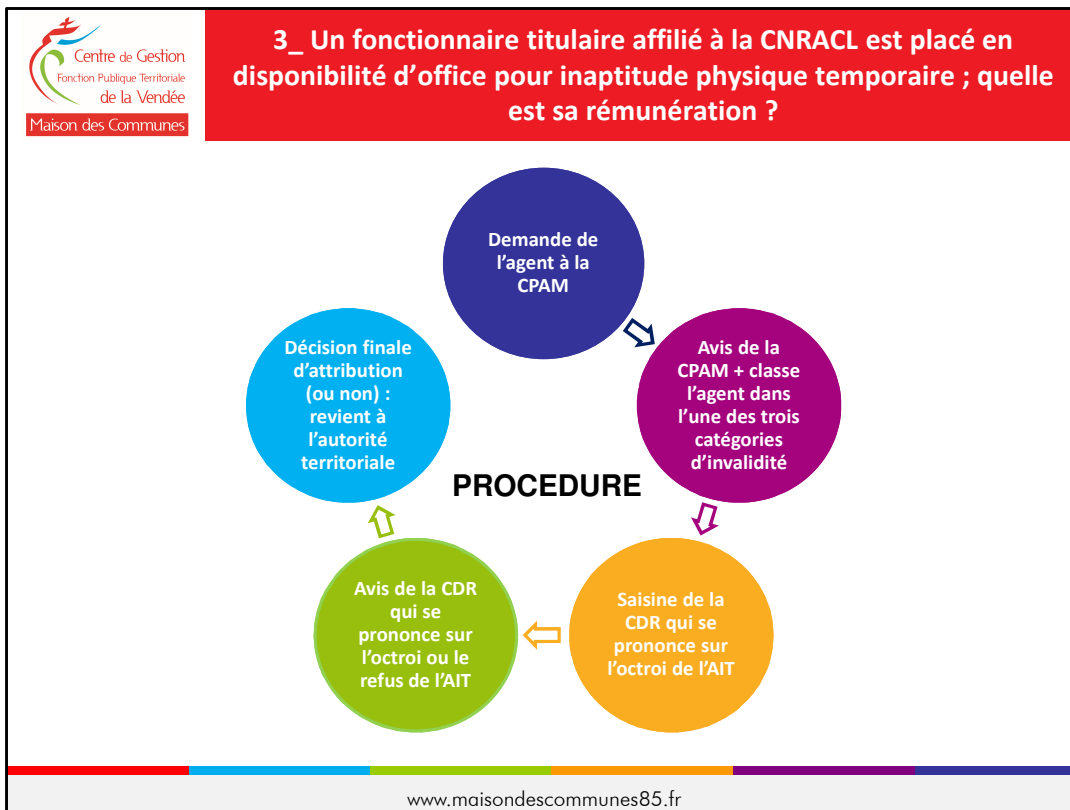 Centre de Gestion
Fonction Publique Territoriale
de la Vendée
Maison des Communes
3_ Un fonctionnaire titulaire affilié à la CNRACL est placé en
disponibilité d’office pour inaptitude physique temporaire ; quelle
est sa rémunération ?
Demande de
l’agent à la
CPAM
Avis de la
CPAM + classe
l’agent dans
l’une des trois
catégories
d’invalidité
Saisine de la
CDR qui se
prononce sur
l’octroi de l’AIT
Avis de la CDR
qui se
prononce sur
l’octroi ou le
refus de l’AIT
Décision finale
d’attribution
(ou non) :
revient à
l’autorité
territoriale
PROCEDURE
www.maisondescommunes85.fr